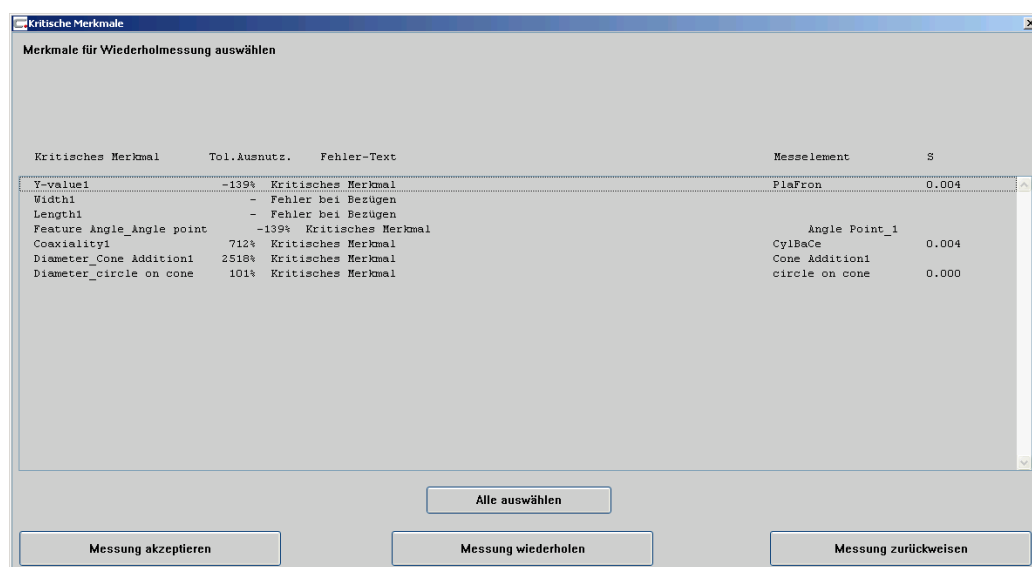 Kritische Merkmale
Merkmale für Wiederholmessung auswählen
Kritisches Merkmal Tol.Ausnutz. Fehler-Text Messelement S
Y-value1 -139% Kritisches Merkmal PlaFron 0.004
Width1 - Fehler bei Bezügen
Length1 - Fehler bei Bezügen
Feature Angle_Angle point -139% Kritisches Merkmal Angle Point_1
Coaxiality1 712% Kritisches Merkmal CylBaCe 0.004
Diameter_Cone Addition1 2518% Kritisches Merkmal Cone Addition1
Diameter_circle on cone 101% Kritisches Merkmal circle on cone 0.000
Alle auswählen
Messung akzeptieren Messung wiederholen Messung zurückweisen